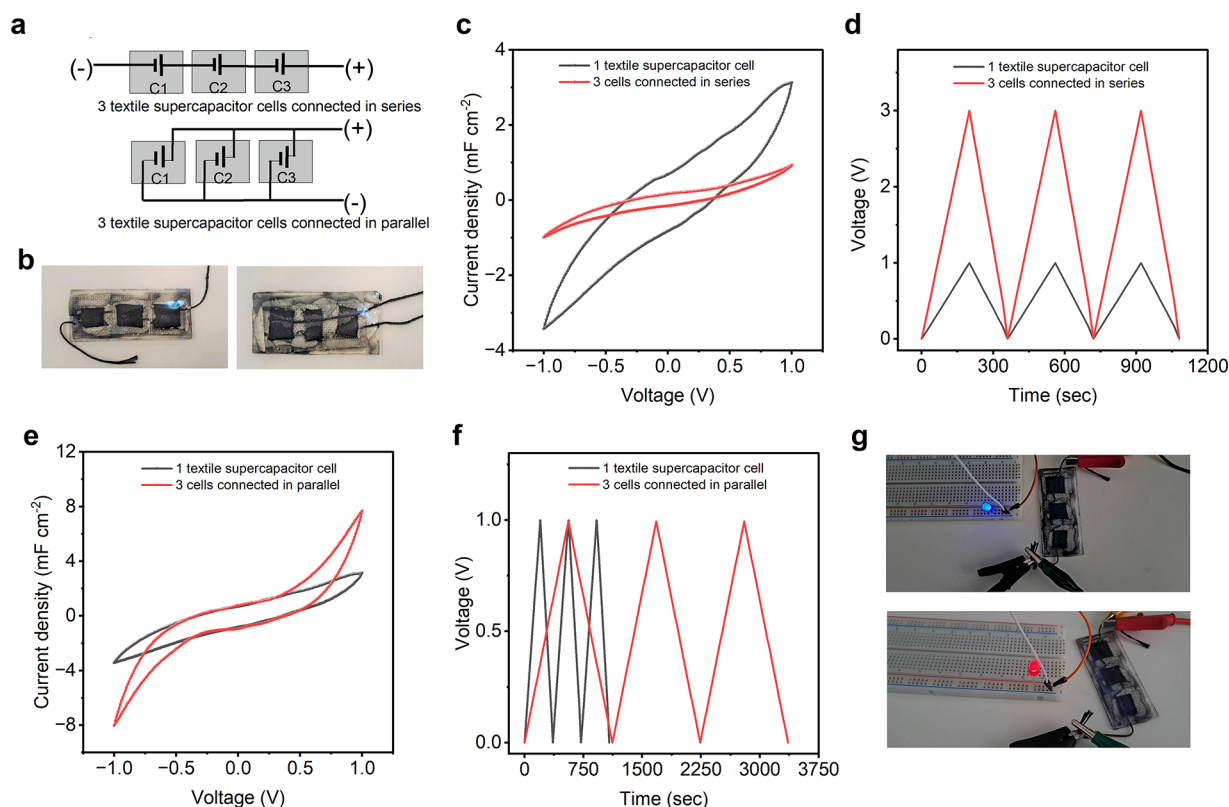 a
(-)
(+)
C1
C2
C3
3 textile supercapacitor cells connected in series
(+)
C1
C2
C3
(-)
3 textile supercapacitor cells connected in parallel
b
c
1 textile supercapacitor cell
3 cells connected in series
Current density (mF cm⁻²)
4
2
0
−2
−4
−1.0
−0.5
0.0
0.5
1.0
Voltage (V)
d
1 textile supercapacitor cell
3 cells connected in series
Voltage (V)
4
3
2
1
0
0
300
600
900
1200
Time (sec)
e
1 textile supercapacitor cell
3 cells connected in parallel
Current density (mF cm⁻²)
12
8
4
0
−4
−8
−1.0
−0.5
0.0
0.5
1.0
Voltage (V)
f
1 textile supercapacitor cell
3 cells connected in parallel
Voltage (V)
1.0
0.5
0.0
0
750
1500
2250
3000
3750
Time (sec)
g